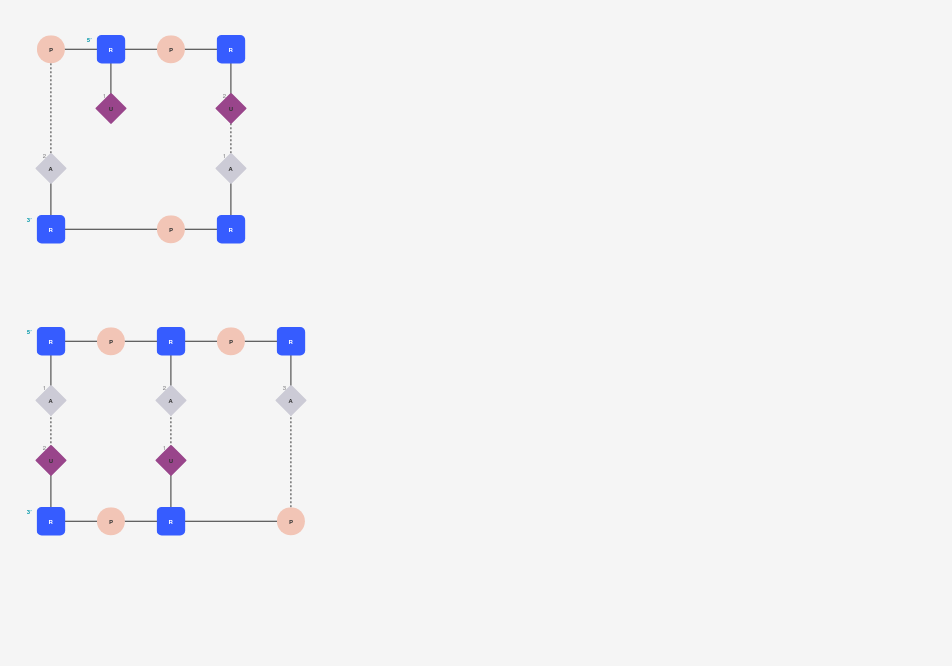 5'
P R P R
1 U 2 U
2 A 1 A
3'
R P R
5'
R P R P R
1 A 2 A 3 A
2 U 1 U
3'
R P R P